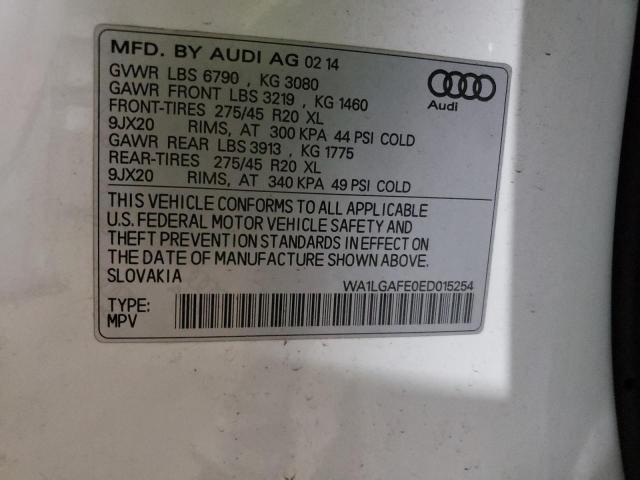 MFD. BY AUDI AG 02 14
GVWR LBS 6790 , KG 3080
GAWR FRONT LBS 3219 , KG 1460
FRONT-TIRES 275/45 R20 XL
9JX20 RIMS, AT 300 KPA 44 PSI COLD
GAWR REAR LBS 3913 , KG 1775
REAR-TIRES 275/45 R20 XL
9JX20 RIMS, AT 340 KPA 49 PSI COLD
Audi
THIS VEHICLE CONFORMS TO ALL APPLICABLE
U.S. FEDERAL MOTOR VEHICLE SAFETY AND
THEFT PREVENTION STANDARDS IN EFFECT ON
THE DATE OF MANUFACTURE SHOWN ABOVE.
SLOVAKIA
WA1LGAFE0ED015254
TYPE:
MPV